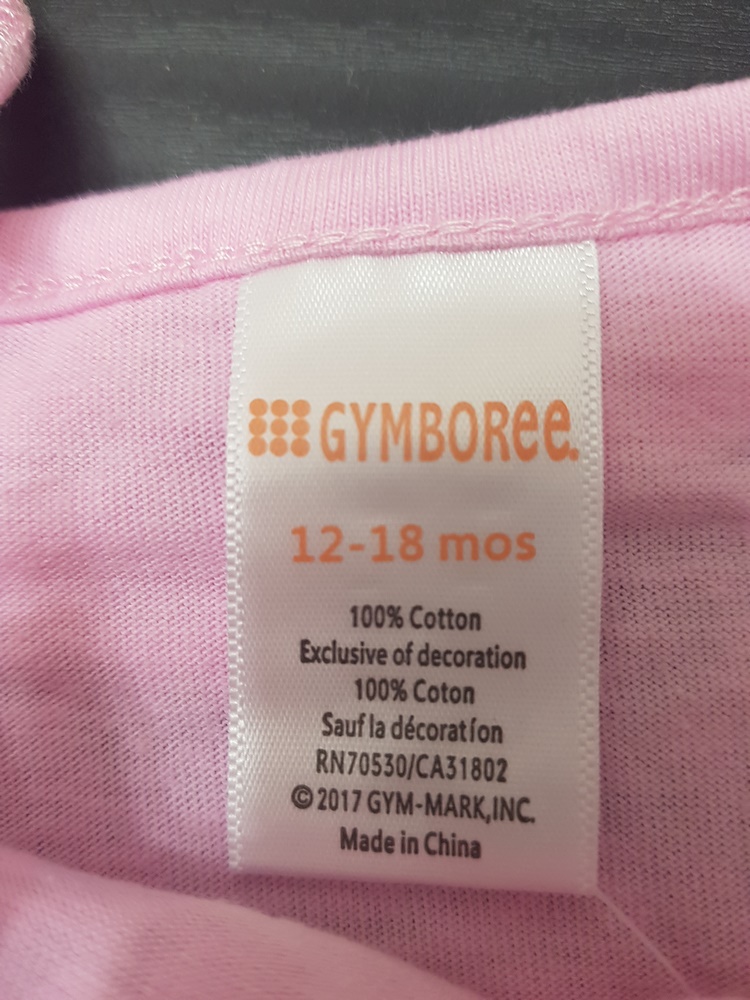 GYMBORee.
12-18 mos
100% Cotton
Exclusive of decoration
100% Coton
Sauf la décoration
RN70530/CA31802
© 2017 GYM-MARK,INC.
Made in China